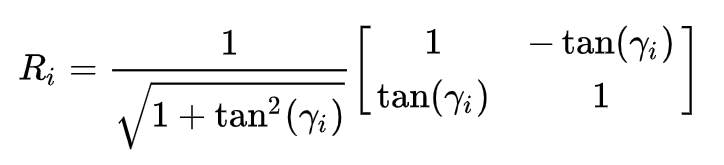 R_i = \frac{1}{\sqrt{1 + \tan^2(\gamma_i)}} \begin{bmatrix} 1 & -\tan(\gamma_i) \\ \tan(\gamma_i) & 1 \end{bmatrix}